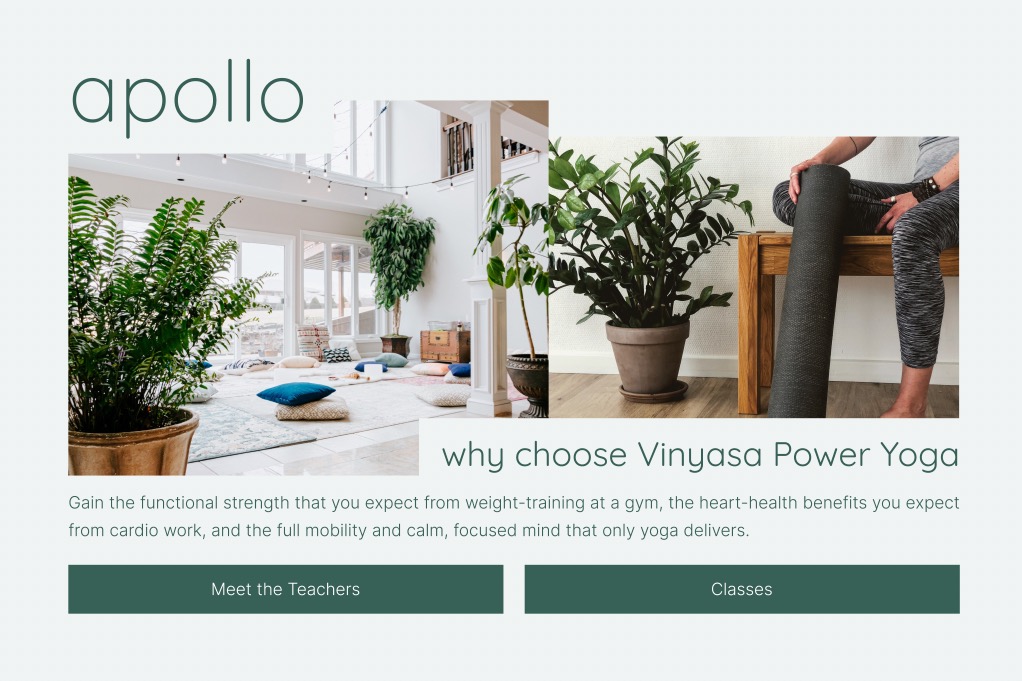 apollo
why choose Vinyasa Power Yoga
Gain the functional strength that you expect from weight-training at a gym, the heart-health benefits you expect
from cardio work, and the full mobility and calm, focused mind that only yoga delivers.
Meet the Teachers
Classes